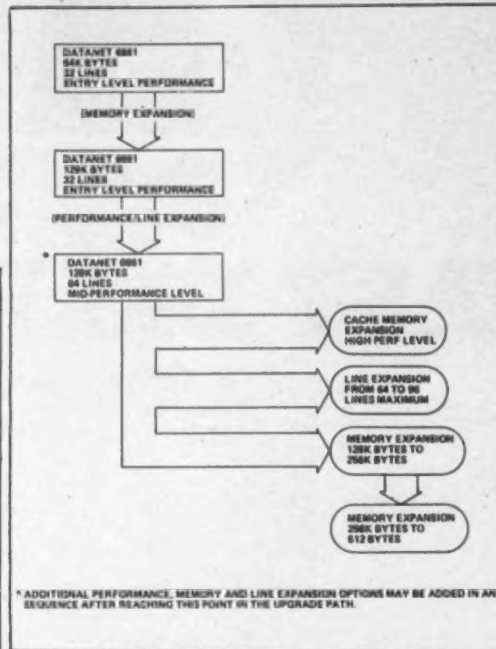 DATANET 6661
64K BYTES
32 LINES
ENTRY LEVEL PERFORMANCE
(MEMORY EXPANSION)
DATANET 6661
128K BYTES
32 LINES
ENTRY LEVEL PERFORMANCE
(PERFORMANCE/LINE EXPANSION)
*
DATANET 6661
128K BYTES
64 LINES
MID-PERFORMANCE LEVEL
CACHE MEMORY
EXPANSION
HIGH PERF LEVEL
LINE EXPANSION
FROM 64 TO 96
LINES MAXIMUM
MEMORY EXPANSION
128K BYTES TO
256K BYTES
MEMORY EXPANSION
256K BYTES TO
512 BYTES
* ADDITIONAL PERFORMANCE, MEMORY AND LINE EXPANSION OPTIONS MAY BE ADDED IN AN
SEQUENCE AFTER REACHING THIS POINT IN THE UPGRADE PATH.